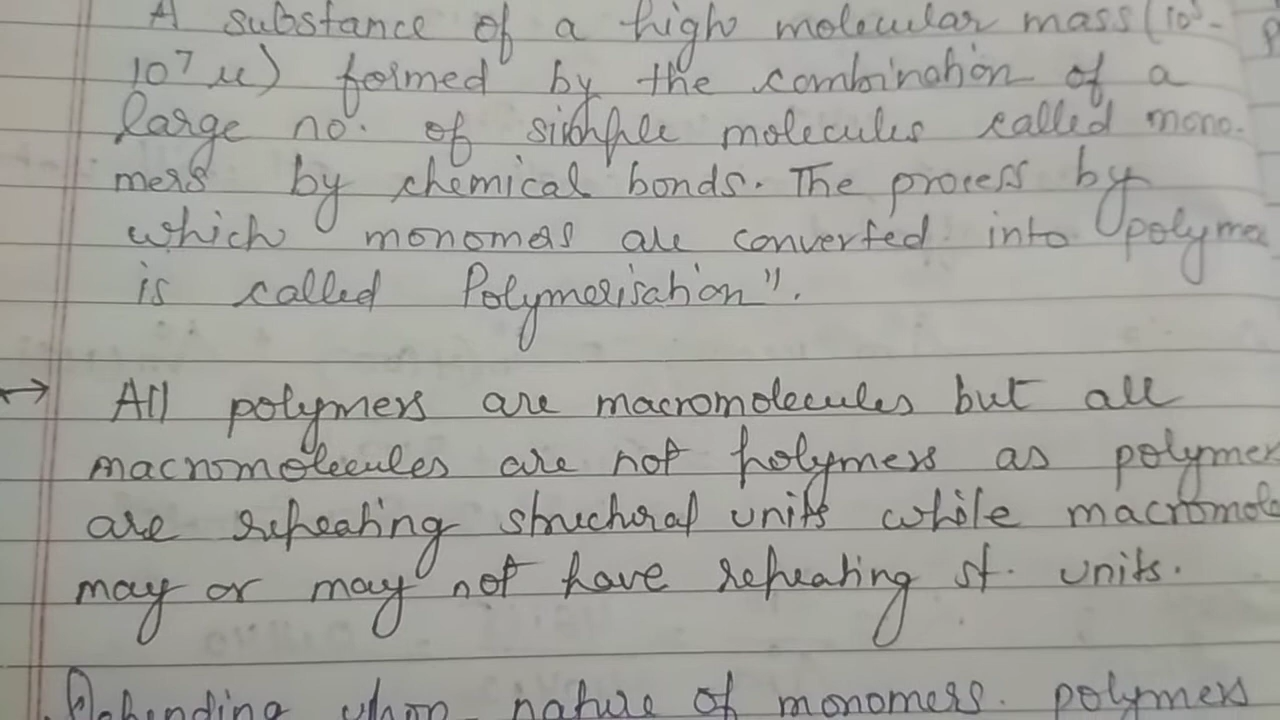 A substance of a high molecular mass (10³-
10⁷ u) formed by the combination of a
large no. of simple molecules called mono-
mers by chemical bonds. The process by
which monomers are converted into polyme
is called Polymerisation".
→ All polymers are macromolecules but all
macromolecules are not polymers as polymer
are repeating structural units while macromole
may or may not have repeating st. units.
Depending upon nature of monomers. polymers